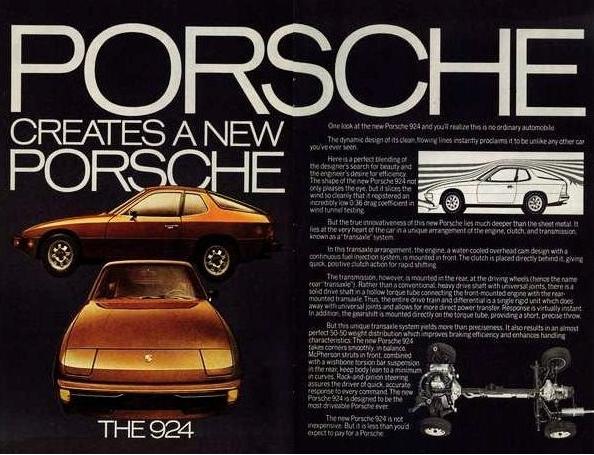 PORSCHE
CREATES A NEW
PORSCHE
THE 924
One look at the new Porsche 924 and you'll realize this is no ordinary automobile.
The dynamic design of its clean, flowing lines instantly proclaims it to be unlike any other car
you've ever seen.
Here is a perfect blending of
the designer's search for beauty and
the engineer's desire for efficiency.
The shape of the new Porsche 924 not
only pleases the eye, but it slices the
wind so cleanly that it registered an
incredibly low 0.36 drag coefficient in
wind tunnel testing.
But the true innovativeness of this new Porsche lies much deeper than the sheet metal. It
lies at the very heart of the car in a unique arrangement of the engine, clutch, and transmission,
known as a "transaxle" system.
In this transaxle arrangement, the engine, a water-cooled overhead cam design with a
continuous fuel injection system, is mounted in front. The clutch is placed directly behind it, giving
quick, positive clutch action for rapid shifting.
The transmission, however, is mounted in the rear, at the driving wheels (hence the name
rear "transaxle"). Rather than a conventional, heavy drive shaft with universal joints, there is a
solid drive shaft in a hollow torque tube connecting the front-mounted engine with the rear-
mounted transaxle. Thus, the entire drive train and differential is a single rigid unit which does
away with universal joints and allows for more direct power transfer. Response is virtually instant.
In addition, the gearshift is mounted directly on the torque tube, providing a short, precise throw.
But this unique transaxle system yields more than preciseness. It also results in an almost
perfect 50-50 weight distribution which improves braking efficiency and enhances handling
characteristics. The new Porsche 924
takes corners smoothly, in balance.
McPherson struts in front, combined
with a wishbone torsion bar suspension
in the rear, keep body lean to a minimum
in curves. Rack-and-pinion steering
assures the driver of quick, accurate
response to every command. The new
Porsche 924 is designed to be the
most driveable Porsche ever.
The new Porsche 924 is not
inexpensive. But it is less than you'd
expect to pay for a Porsche.